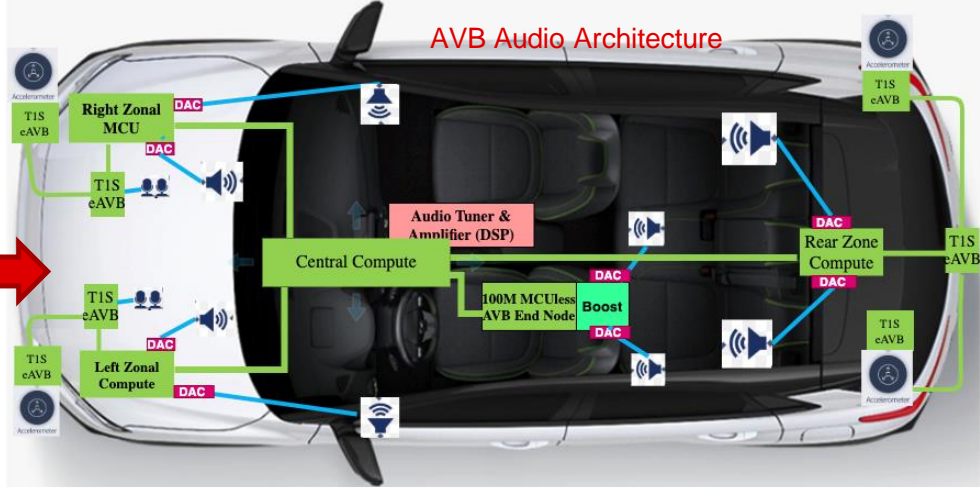 AVB Audio Architecture
Accelerometer
T1S
eAVB
Right Zonal
MCU
DAC
DAC
T1S
eAVB
Accelerometer
T1S
eAVB
Audio Tuner &
Amplifier (DSP)
Central Compute
DAC
Rear Zone
Compute
DAC
T1S
eAVB
100M MCUless
AVB End Node
Boost
DAC
DAC
T1S
eAVB
DAC
Left Zonal
Compute
DAC
T1S
eAVB
Accelerometer
T1S
eAVB
Accelerometer